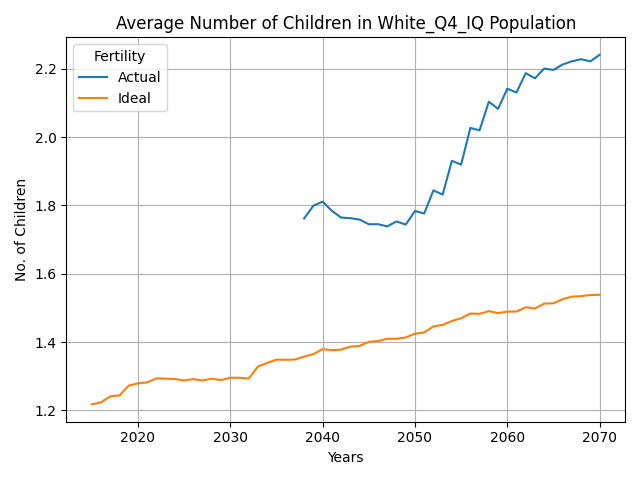 Average Number of Children in White_Q4_IQ Population
Fertility
Actual
Ideal
No. of Children
2.2
2.0
1.8
1.6
1.4
1.2
2020 2030 2040 2050 2060 2070
Years